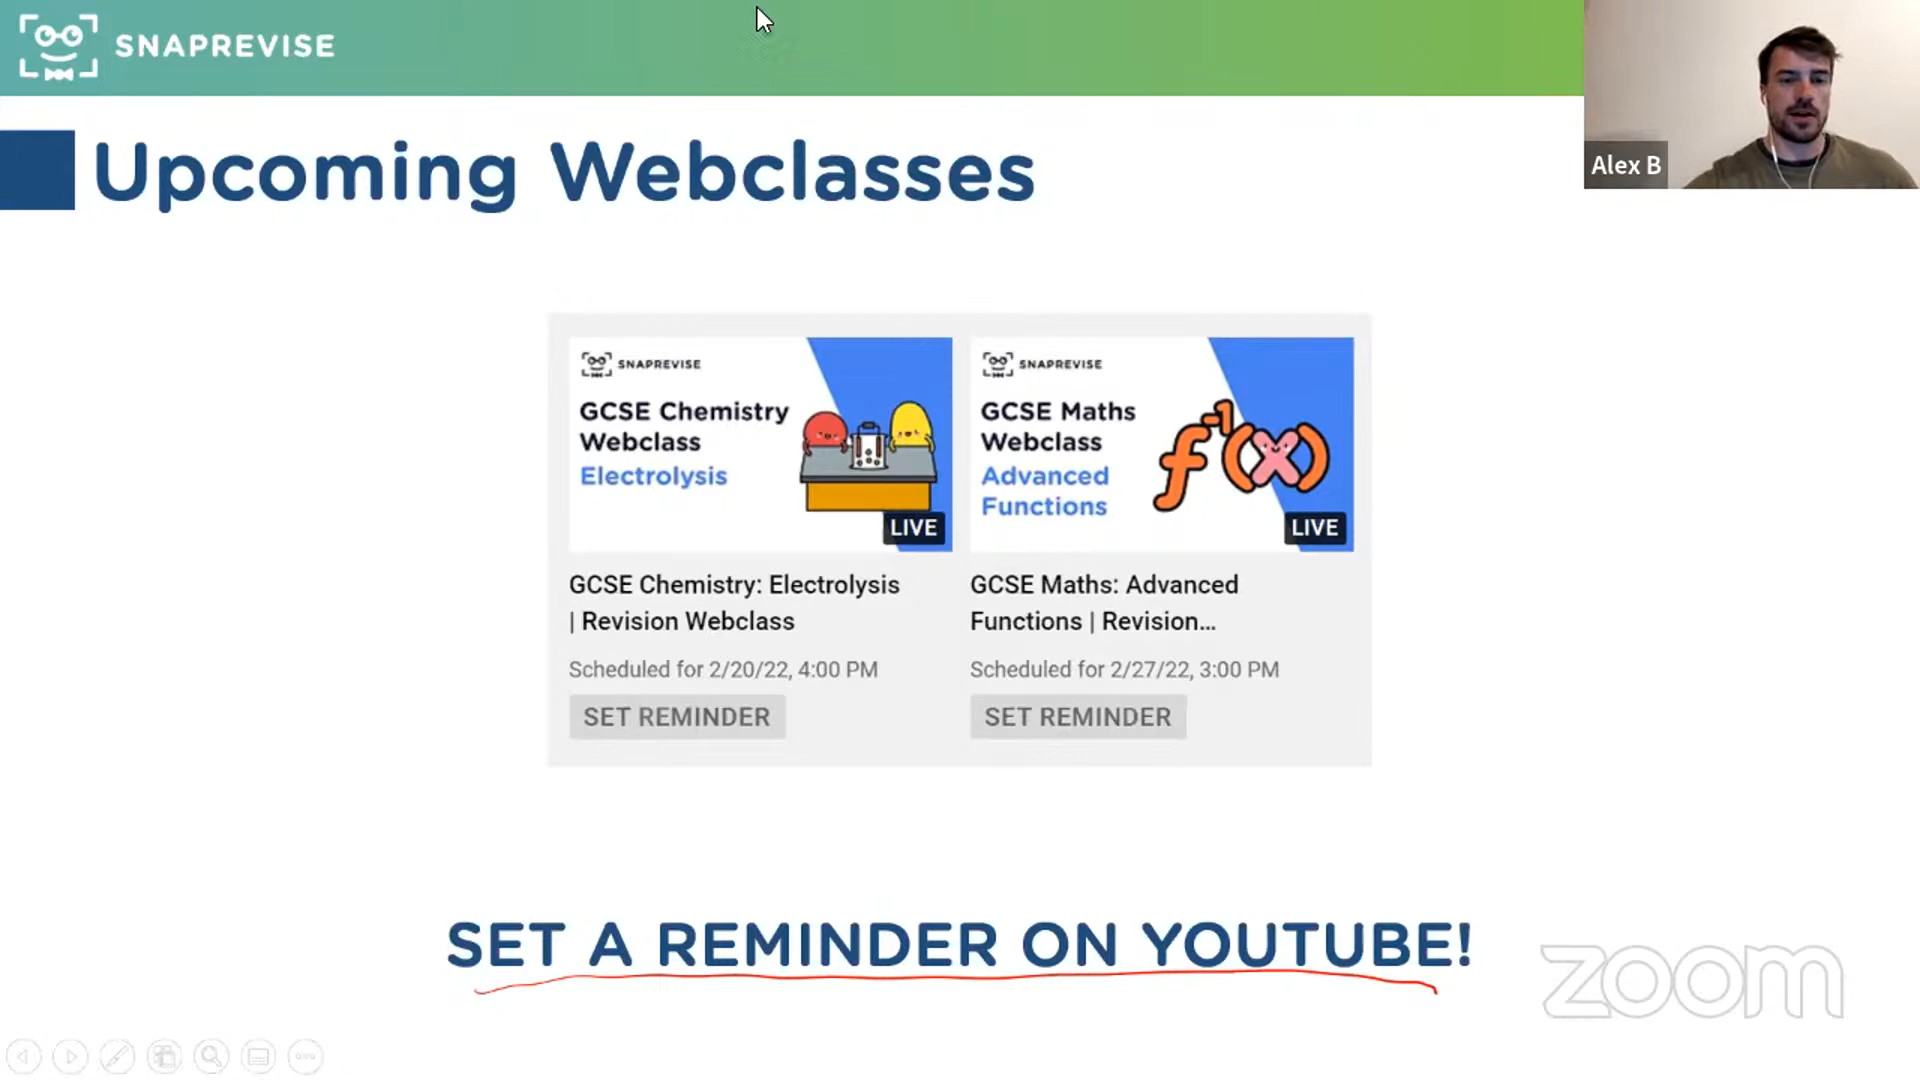 SNAPREVISE
Alex B
Upcoming Webclasses
SNAPREVISE
GCSE Chemistry
Webclass
Electrolysis
LIVE
GCSE Chemistry: Electrolysis
| Revision Webclass
Scheduled for 2/20/22, 4:00 PM
SET REMINDER
SNAPREVISE
GCSE Maths
Webclass
Advanced
Functions
f⁻¹(x)
LIVE
GCSE Maths: Advanced
Functions | Revision...
Scheduled for 2/27/22, 3:00 PM
SET REMINDER
SET A REMINDER ON YOUTUBE!
zoom